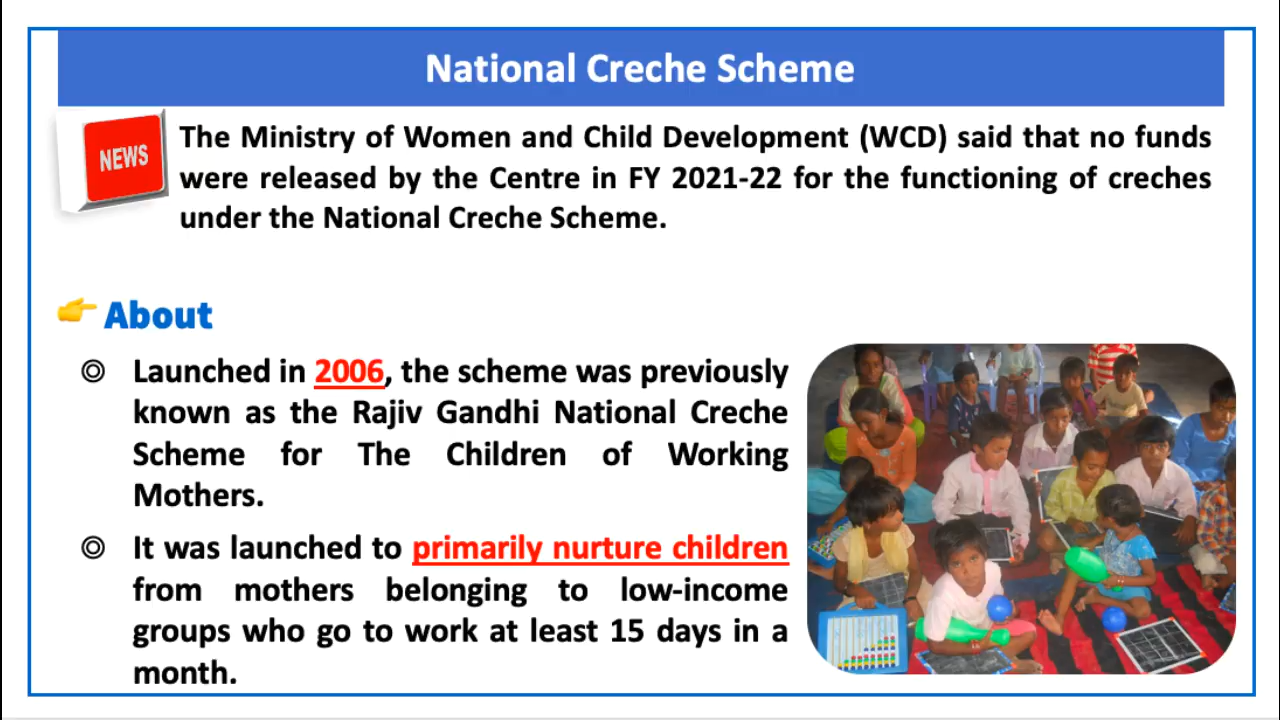 National Creche Scheme
NEWS
The Ministry of Women and Child Development (WCD) said that no funds
were released by the Centre in FY 2021-22 for the functioning of creches
under the National Creche Scheme.
About
Launched in 2006, the scheme was previously
known as the Rajiv Gandhi National Creche
Scheme for The Children of Working
Mothers.
It was launched to primarily nurture children
from mothers belonging to low-income
groups who go to work at least 15 days in a
month.